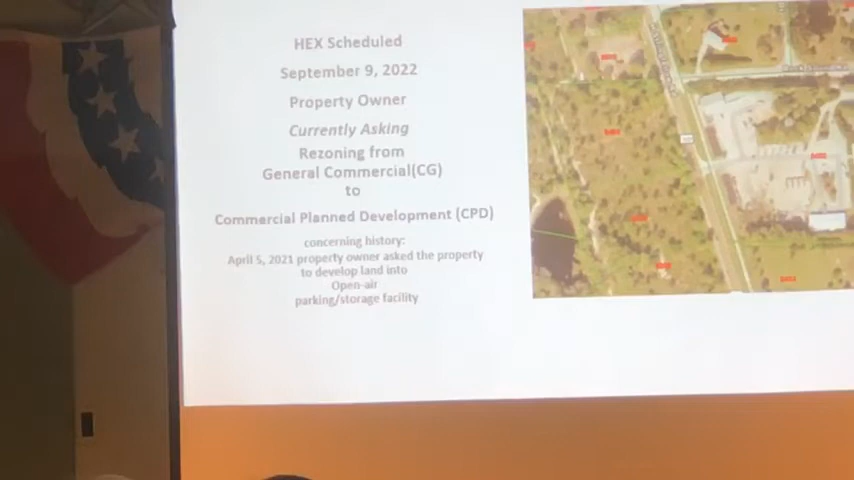 HEX Scheduled
September 9, 2022
Property Owner
Currently Asking
Rezoning from
General Commercial(CG)
to
Commercial Planned Development (CPD)
concerning history:
April 5, 2021 property owner asked the property
to develop land into
Open-air
parking/storage facility